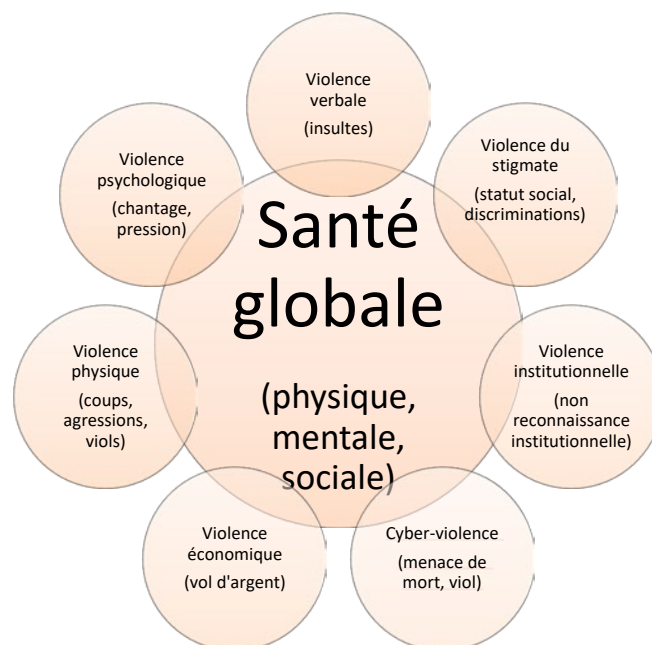 Violence
verbale
(insultes)
Violence du
stigmate
(statut social,
discriminations)
Violence
institutionnelle
(non
reconnaissance
institutionnelle)
Cyber-violence
(menace de
mort, viol)
Violence
économique
(vol d'argent)
Violence
physique
(coups,
agressions,
viols)
Violence
psychologique
(chantage,
pression)
Santé
globale
(physique,
mentale,
sociale)